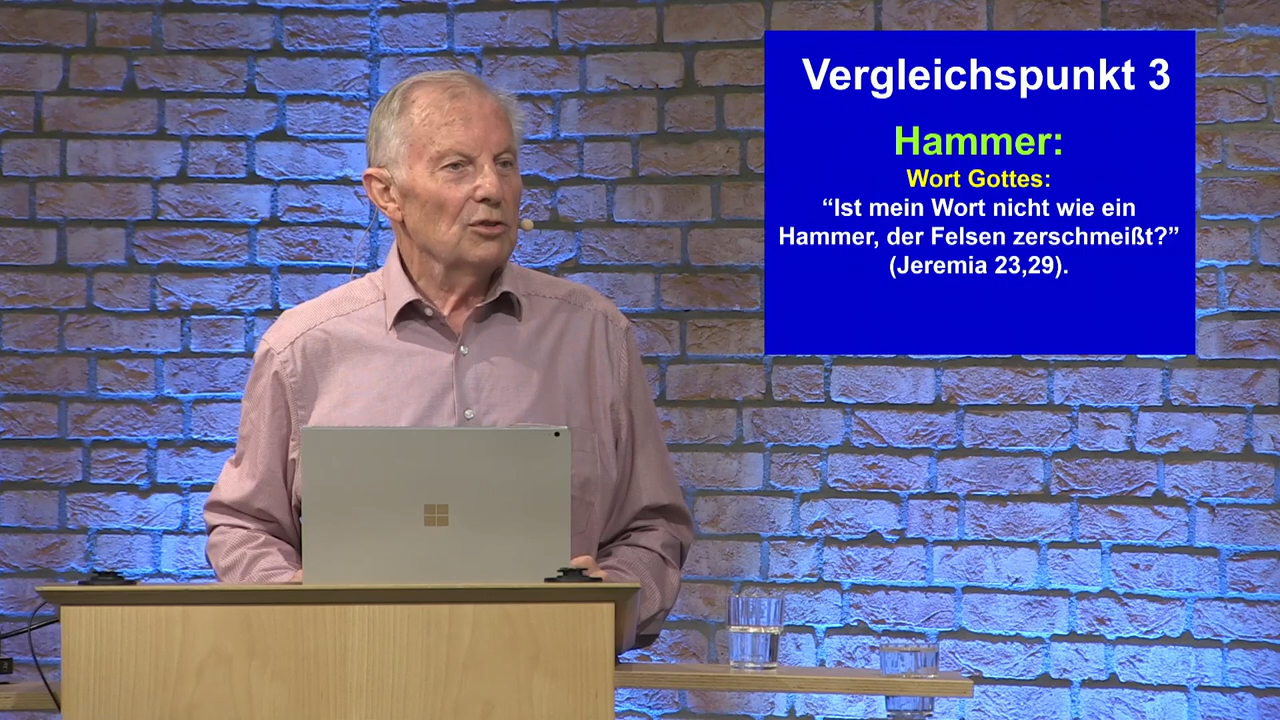 Vergleichspunkt 3
Hammer:
Wort Gottes:
“Ist mein Wort nicht wie ein
Hammer, der Felsen zerschmeißt?”
(Jeremia 23,29).